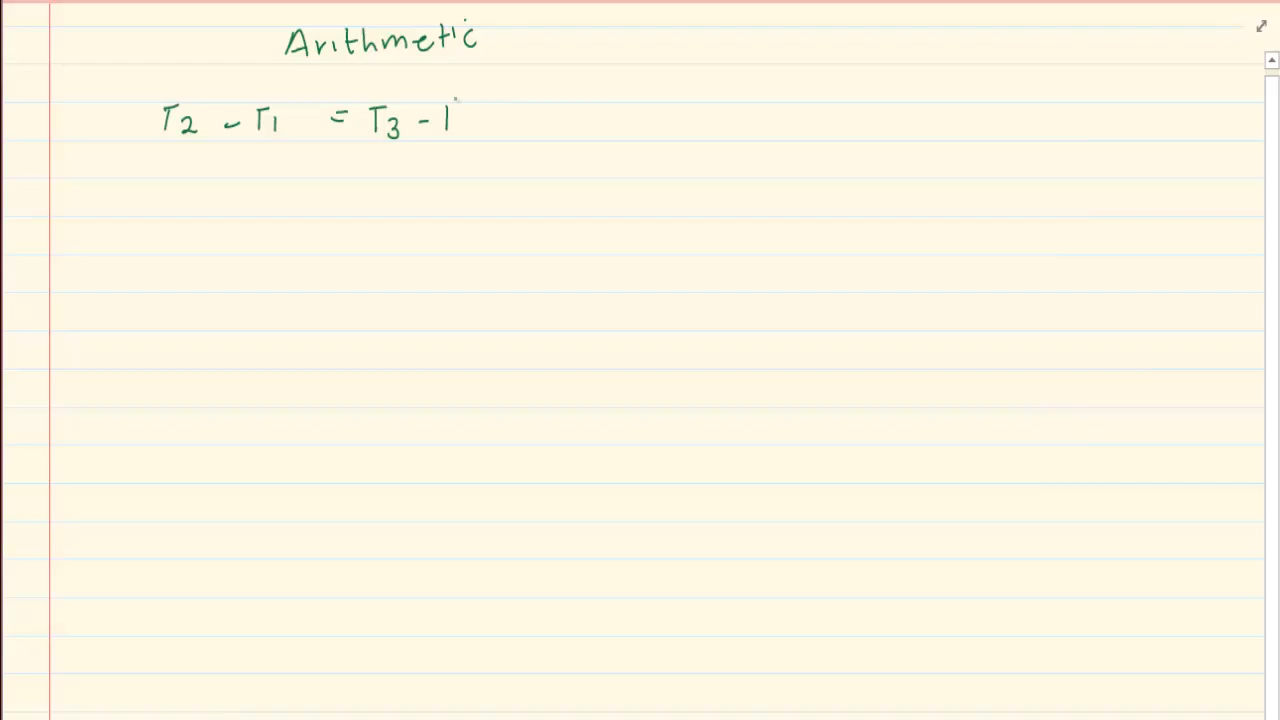 Arithmetic
T2 - T1 = T3 - 1